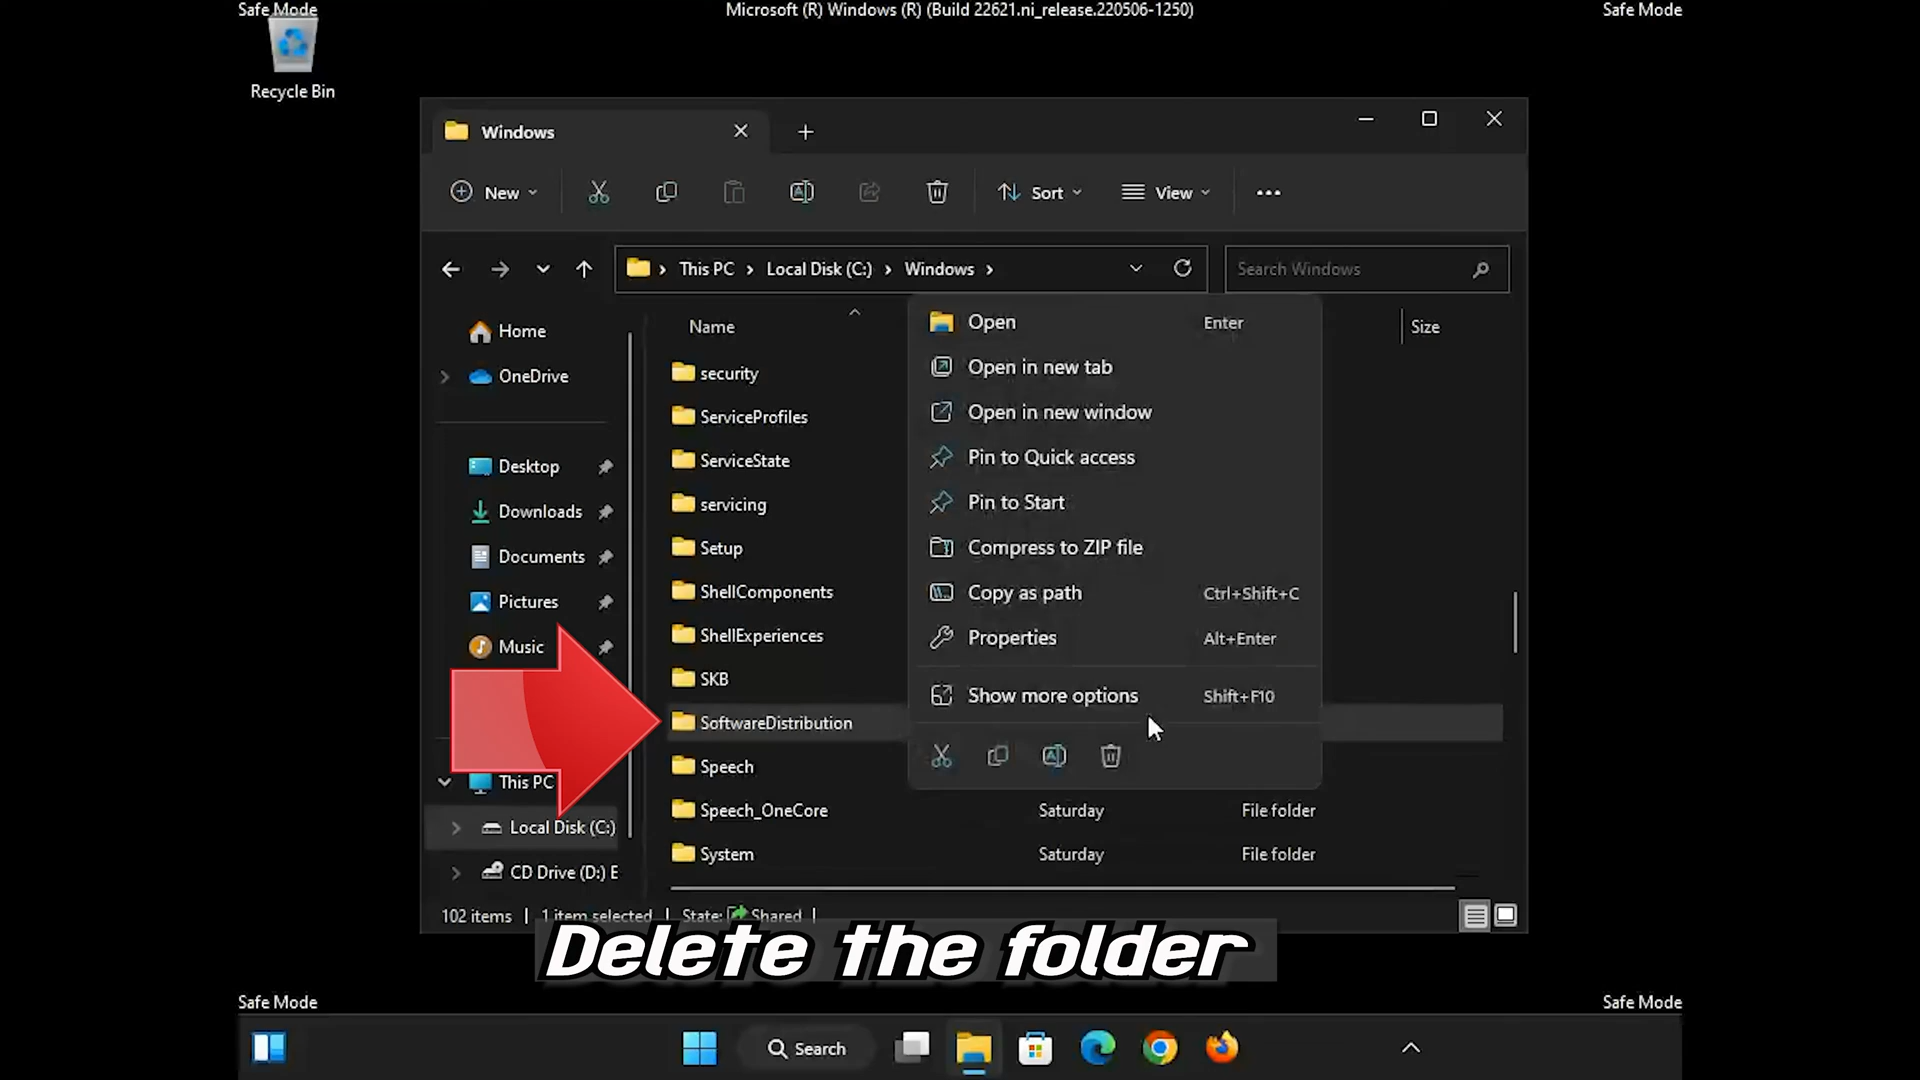 Safe Mode
Microsoft (R) Windows (R) (Build 22621.ni_release.220506-1250)
Safe Mode
Recycle Bin
Windows
New
Sort
View
This PC
Local Disk (C:)
Windows
Search Windows
Home
OneDrive
Desktop
Downloads
Documents
Pictures
Music
This PC
Local Disk (C:)
CD Drive (D:) E
Name
Size
security
ServiceProfiles
ServiceState
servicing
Setup
ShellComponents
ShellExperiences
SKB
SoftwareDistribution
Speech
Speech_OneCore Saturday File folder
System Saturday File folder
Open Enter
Open in new tab
Open in new window
Pin to Quick access
Pin to Start
Compress to ZIP file
Copy as path Ctrl+Shift+C
Properties Alt+Enter
Show more options Shift+F10
102 items 1 item selected State: Shared
Delete the folder
Safe Mode
Safe Mode
Search